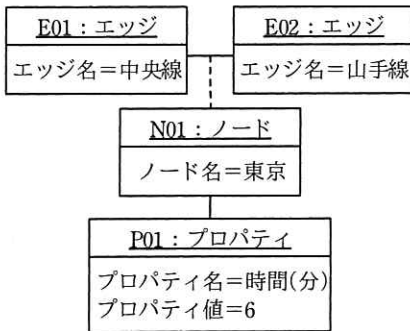 E01：エッジ
エッジ名＝中央線
E02：エッジ
エッジ名＝山手線
N01：ノード
ノード名＝東京
P01：プロパティ
プロパティ名＝時間(分)
プロパティ値＝6